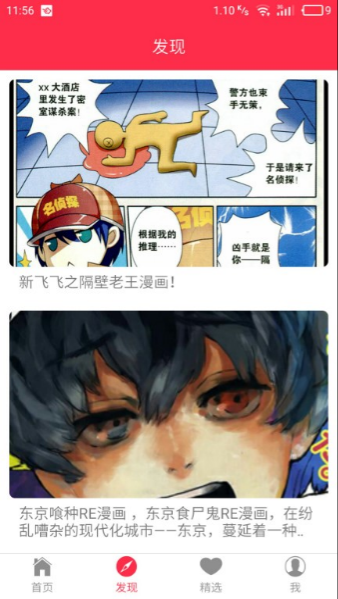 11:56
1.10 K/s
9
发现
xx 大酒店
里发生了密
室谋杀案!
警方也束
手无策,
于是请来了
名侦探!
名侦探
根据我的
推理……
名侦
凶手就是
你——隔
新飞飞之隔壁老王漫画!
东京喰种RE漫画 ，东京食尸鬼RE漫画，在纷
乱嘈杂的现代化城市——东京，蔓延着一种..
首页
发现
精选
我